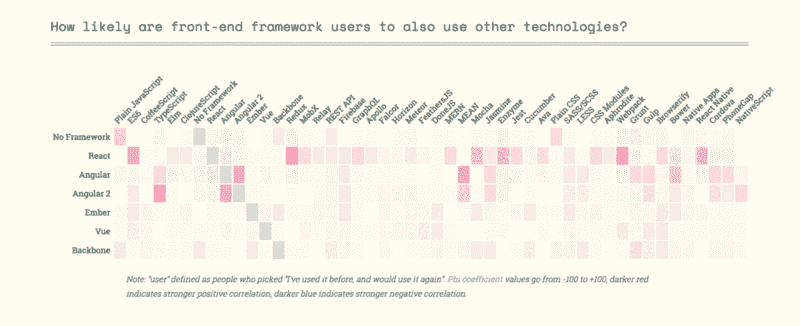 How likely are front-end framework users to also use other technologies?
Plain JavaScript
ES6
CoffeeScript
TypeScript
Elm
ClojureScript
No Framework
React
Angular
Angular 2
Ember
Vue
Backbone
Redux
MobX
Relay
REST API
Firebase
GraphQL
Apollo
Falcor
Horizon
Meteor
FeathersJS
DoneJS
MERN
MEAN
Mocha
Jasmine
Enzyme
Jest
Cucumber
Ava
Plain CSS
SASS/SCSS
LESS
CSS Modules
Aphrodite
Webpack
Grunt
Gulp
Browserify
Bower
Native Apps
React Native
Cordova
PhoneGap
NativeScript
No Framework
React
Angular
Angular 2
Ember
Vue
Backbone
Note: "user" defined as people who picked "I've used it before, and would use it again". Phi coefficient values go from -100 to +100, darker red
indicates stronger positive correlation, darker blue indicates stronger negative correlation.